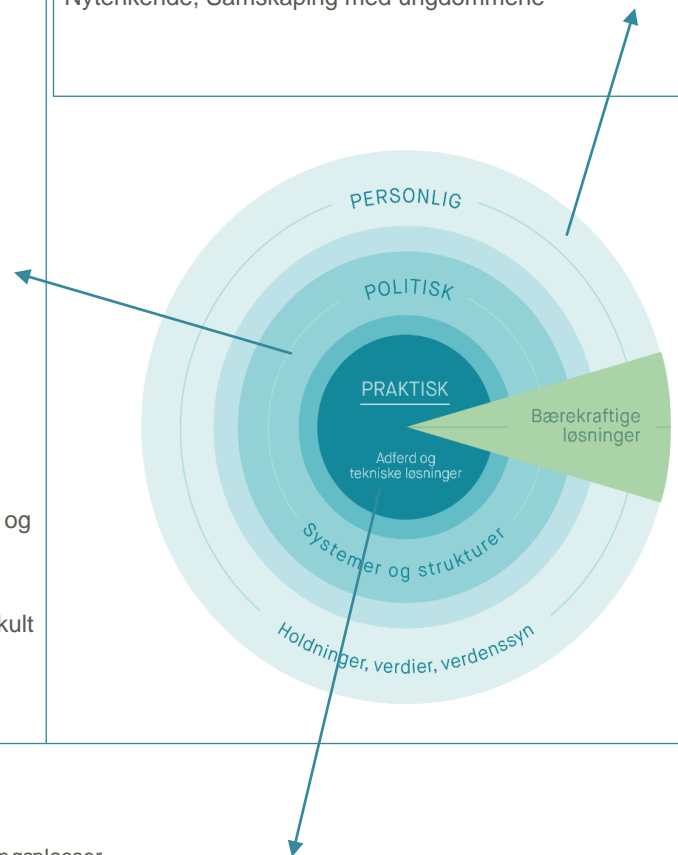 Nytenkende, Samskaping med ungdommene
PERSONLIG
POLITISK
PRAKTISK
Adferd og
tekniske løsninger
Bærekraftige
løsninger
Systemer og strukturer
Holdninger, verdier, verdenssyn
og